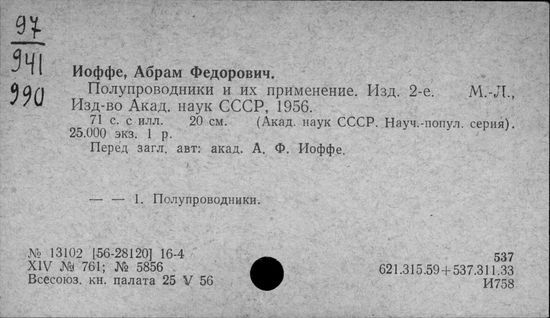 97
941
990
Иоффе, Абрам Федорович.
Полупроводники и их применение. Изд. 2-е. М.-Л.,
Изд-во Акад. наук СССР, 1956.
71 с. с илл. 20 см. (Акад. наук СССР. Науч.-попул. серия).
25.000 экз. 1 р.
Перед загл. авт: акад. А. Ф. Иоффе.
— — 1. Полупроводники.
№ 13102 [56-28120] 16-4
XIV № 761; № 5856
Всесоюз. кн. палата 25 V 56
537
621.315.59+537.311.33
И758